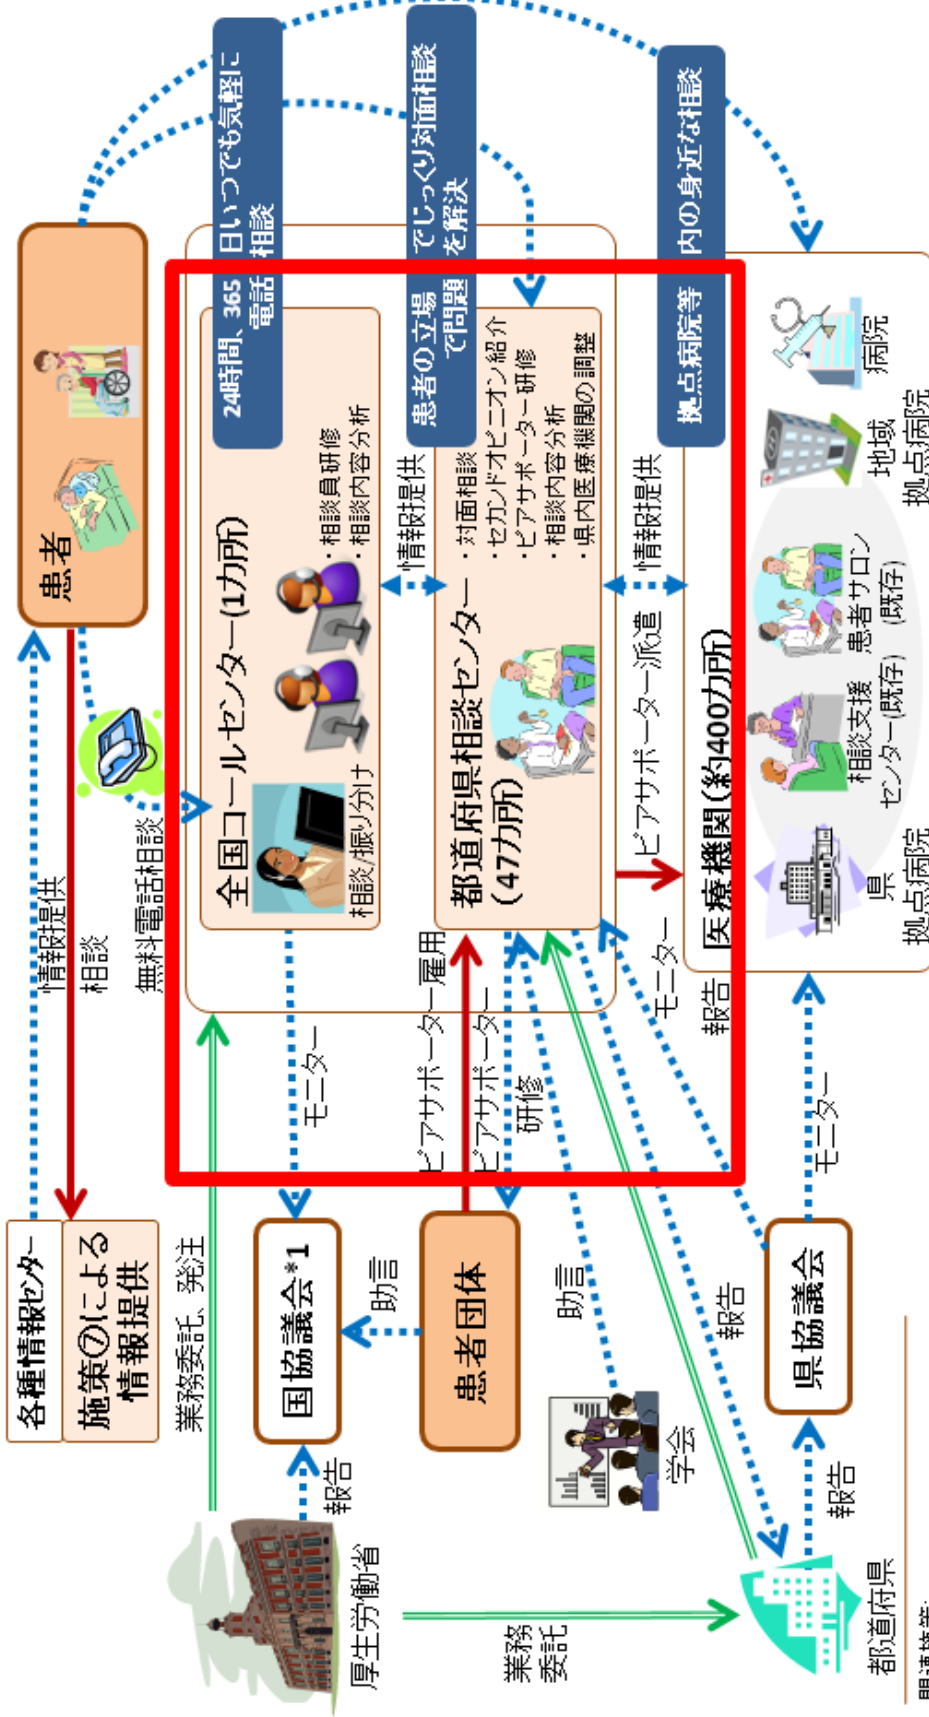 患者
各種情報センター
施策⑦による
情報提供
情報提供
相談
無料電話相談
24時間、365日いつでも気軽に
電話相談
全国コールセンター(1カ所)
相談/振り分け
・相談員研修
・相談内容分析
業務委託、発注
モニター
国協議会*1
報告
厚生労働省
助言
情報提供
患者の立場でじっくり対面相談
で問題を解決
都道府県相談センター
(47カ所)
・対面相談
・セカンドオピニオン紹介
・ピアサポーター研修
・相談内容分析
・県内医療機関の調整
患者団体
ピアサポーター雇用
ピアサポーター
研修
助言
学会
業務
委託
ピアサポーター派遣
情報提供
モニター
報告
報告
拠点病院等内の身近な相談
医療機関(約400カ所)
県
拠点病院
相談支援
センター(既存)
患者サロン
(既存)
地域
拠点病院
病院
モニター
県協議会
報告
都道府県